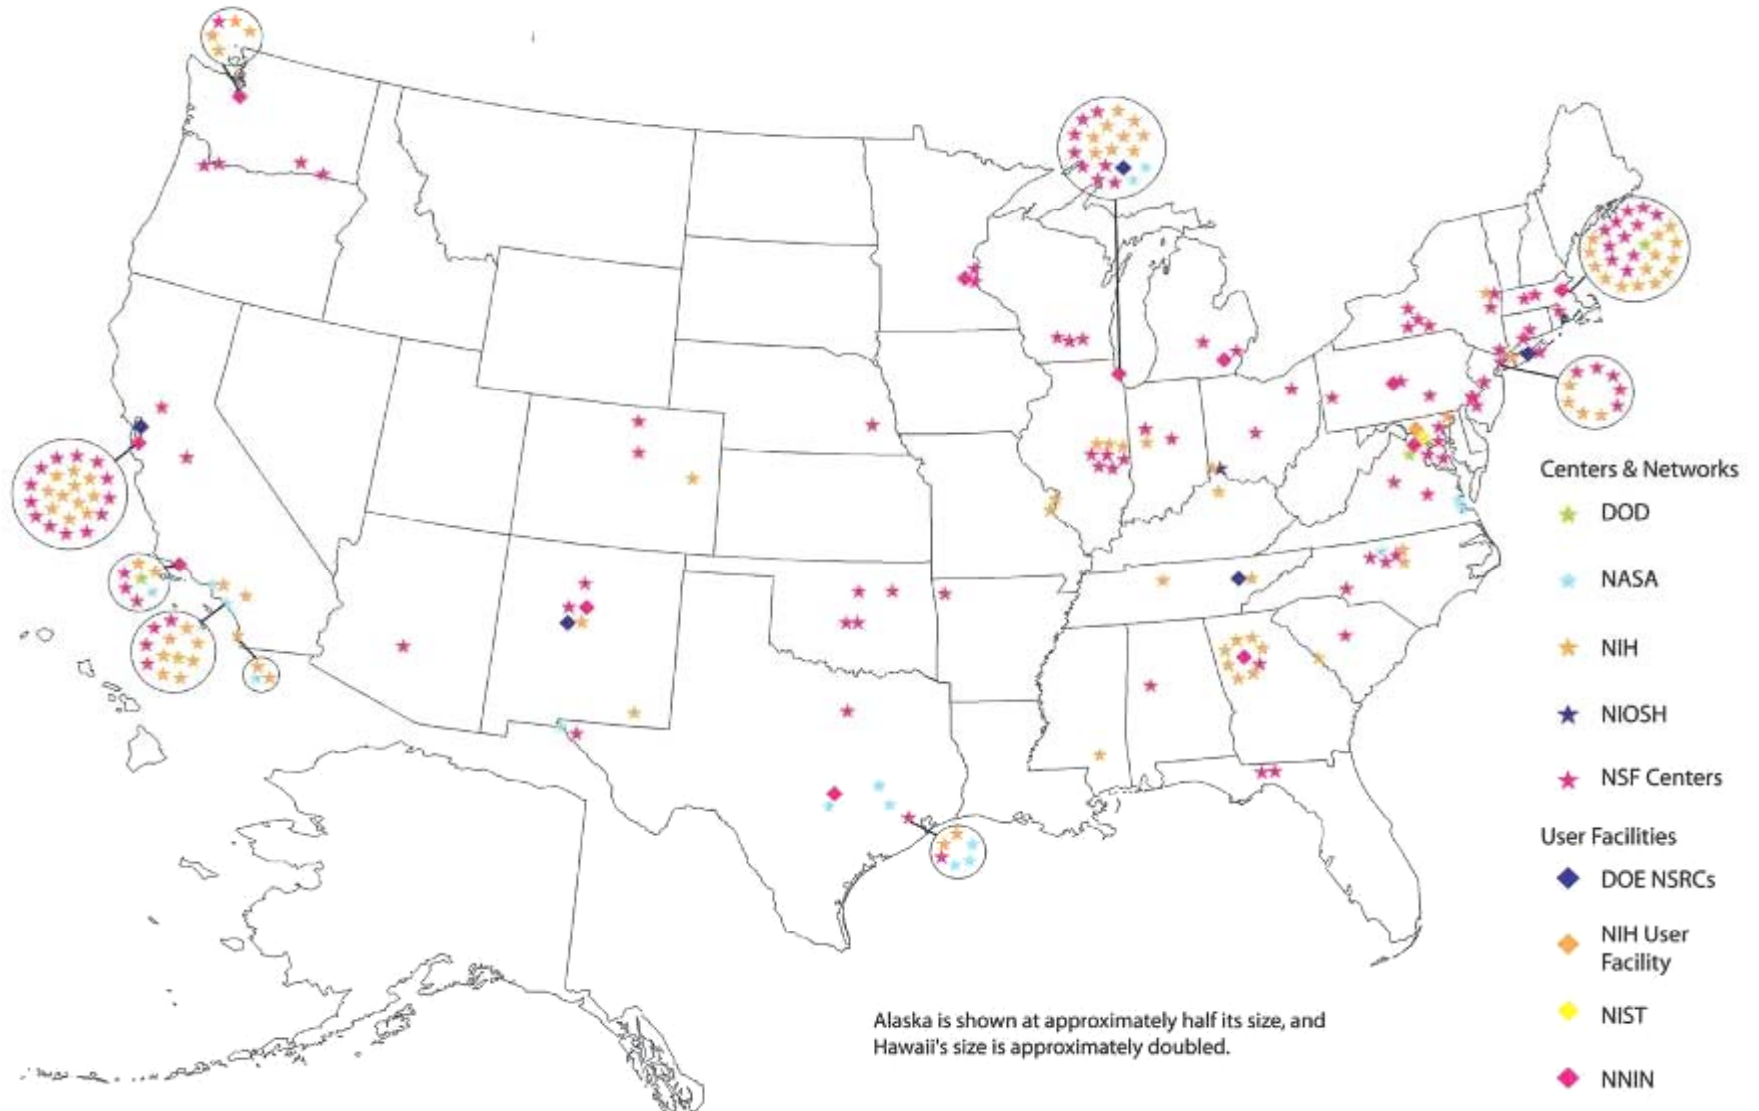 Centers & Networks
DOD
NASA
NIH
NIOSH
NSF Centers
User Facilities
DOE NSRCs
NIH User
Facility
NIST
NNIN
Alaska is shown at approximately half its size, and
Hawaii's size is approximately doubled.